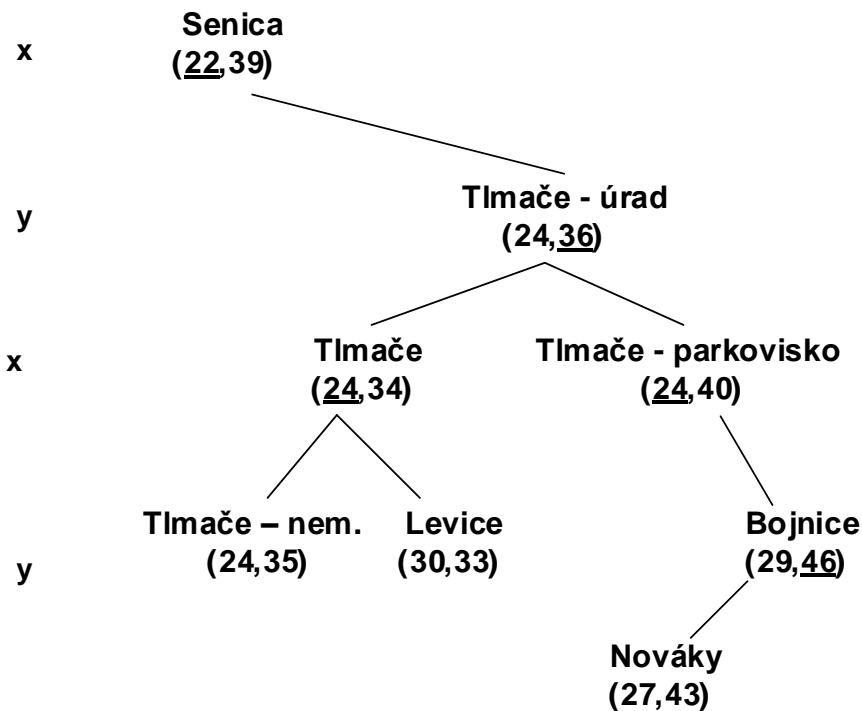 Senica
x
(22,39)
Tlmače - úrad
y
(24,36)
Tlmače
Tlmače - parkovisko
x
(24,34)
(24,40)
Tlmače – nem.
Levice
Bojnice
(24,35)
(30,33)
(29,46)
y
Nováky
(27,43)